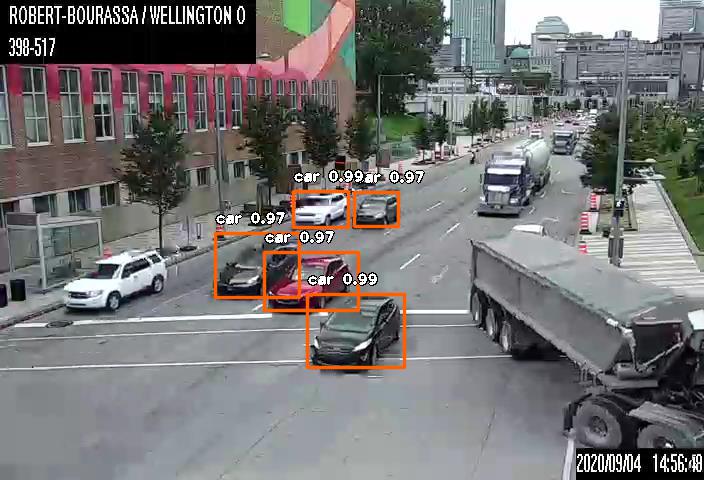 ROBERT-BOURASSA / WELLINGTON O
398-517
car 0.99
ar 0.97
car 0.97
car 0.97
car 0.99
2020/09/04 14:56:48